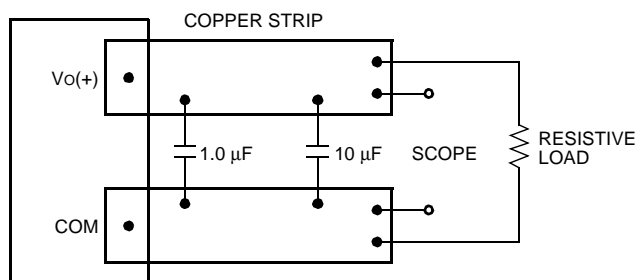 COPPER STRIP
VO(+)
1.0 µF
10 µF
SCOPE
RESISTIVE
LOAD
COM